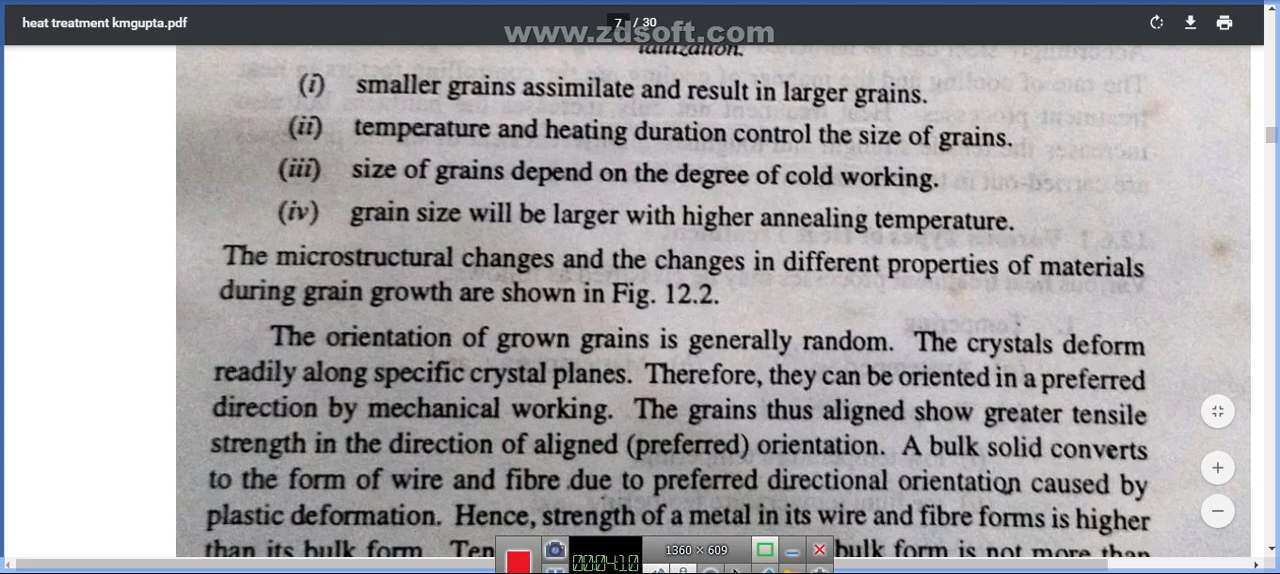 heat treatment kmgupta.pdf
7 / 30
www.zdsoft.com
(i) smaller grains assimilate and result in larger grains.
(ii) temperature and heating duration control the size of grains.
(iii) size of grains depend on the degree of cold working.
(iv) grain size will be larger with higher annealing temperature.
The microstructural changes and the changes in different properties of materials
during grain growth are shown in Fig. 12.2.
The orientation of grown grains is generally random. The crystals deform
readily along specific crystal planes. Therefore, they can be oriented in a preferred
direction by mechanical working. The grains thus aligned show greater tensile
strength in the direction of aligned (preferred) orientation. A bulk solid converts
to the form of wire and fibre due to preferred directional orientation caused by
plastic deformation. Hence, strength of a metal in its wire and fibre forms is higher
than its bulk form. Ten bulk form is not more than
00:04:10
1360 × 609